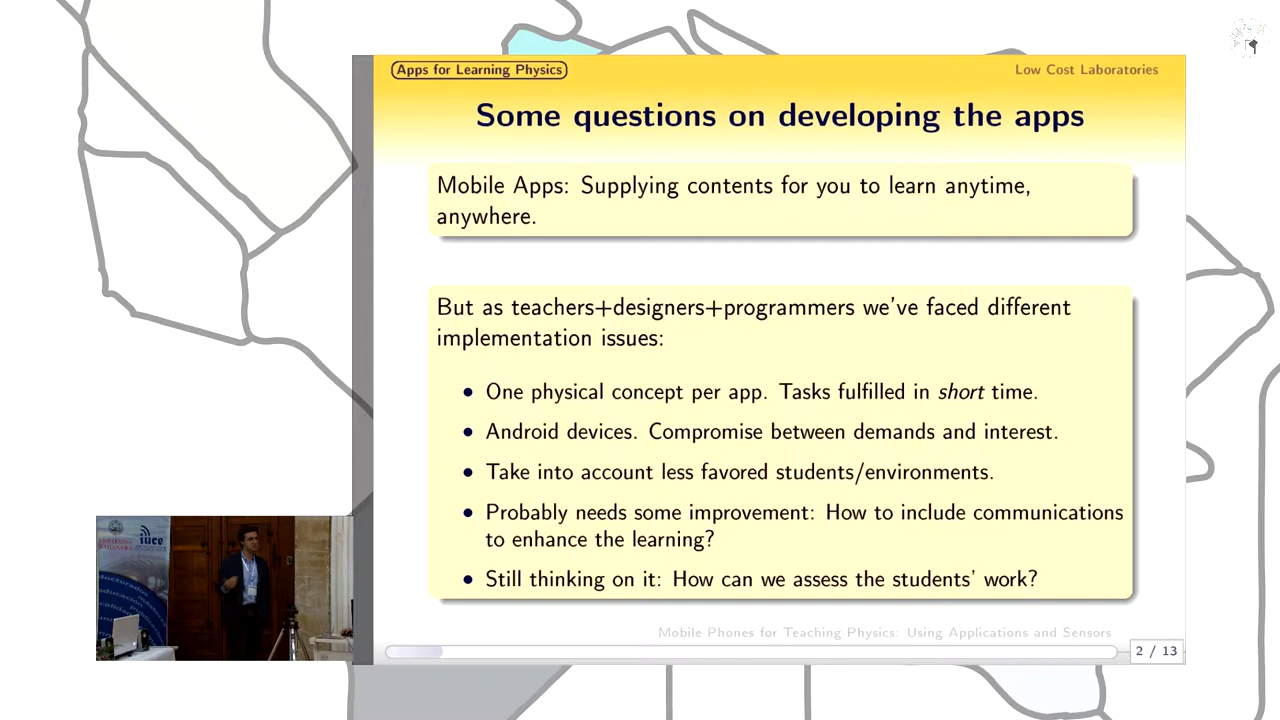 Apps for Learning Physics
Low Cost Laboratories
Some questions on developing the apps
Mobile Apps: Supplying contents for you to learn anytime,
anywhere.
But as teachers+designers+programmers we've faced different
implementation issues:
• One physical concept per app. Tasks fulfilled in short time.
• Android devices. Compromise between demands and interest.
• Take into account less favored students/environments.
• Probably needs some improvement: How to include communications
to enhance the learning?
• Still thinking on it: How can we assess the students' work?
Mobile Phones for Teaching Physics: Using Applications and Sensors
2 / 13
iuce
doctorados
educación